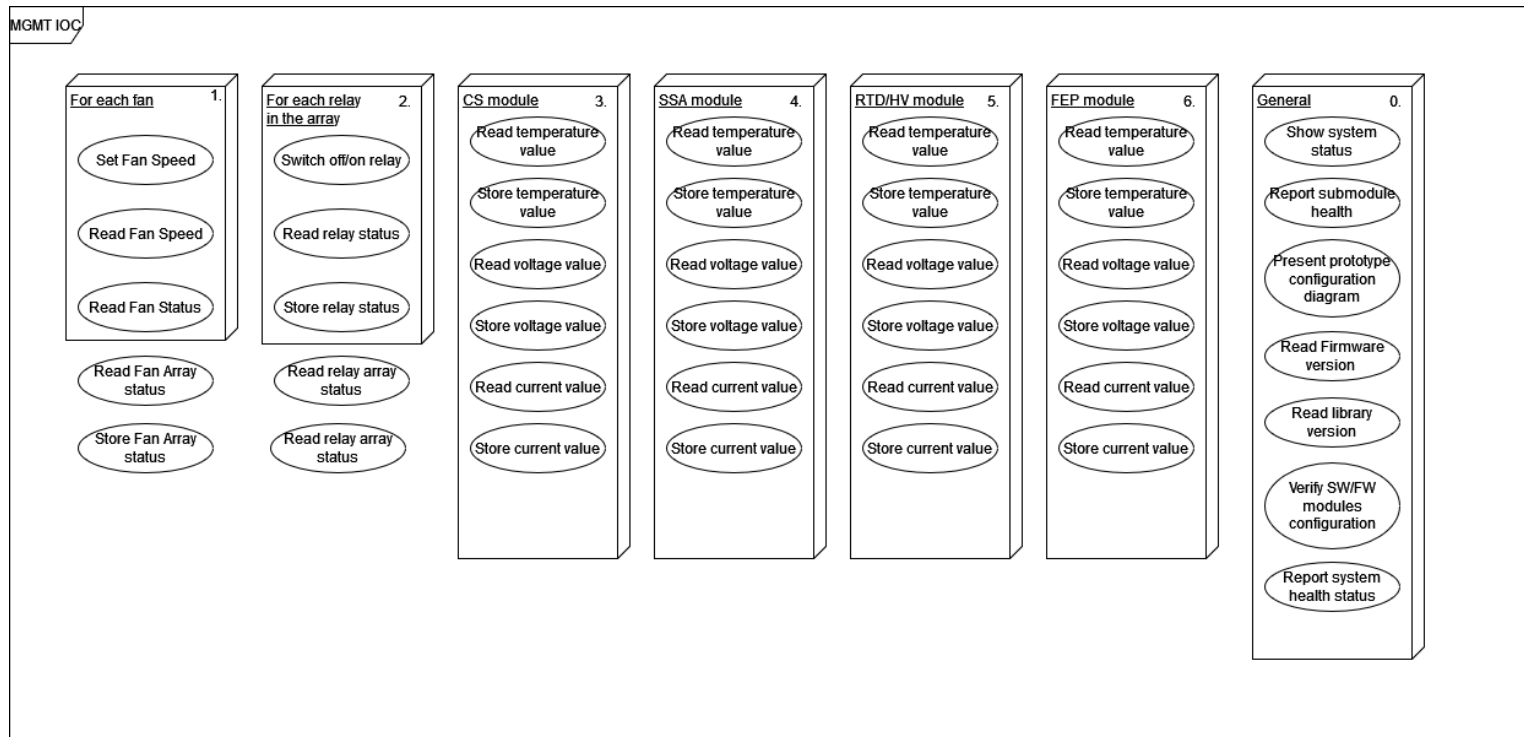 MGMT IOC
For each fan
1.
Set Fan Speed
Read Fan Speed
Read Fan Status
Read Fan Array
status
Store Fan Array
status
For each relay
in the array
2.
Switch off/on relay
Read relay status
Store relay status
Read relay array
status
Read relay array
status
CS module
3.
Read temperature
value
Store temperature
value
Read voltage value
Store voltage value
Read current value
Store current value
SSA module
4.
Read temperature
value
Store temperature
value
Read voltage value
Store voltage value
Read current value
Store current value
RTD/HV module
5.
Read temperature
value
Store temperature
value
Read voltage value
Store voltage value
Read current value
Store current value
FEP module
6.
Read temperature
value
Store temperature
value
Read voltage value
Store voltage value
Read current value
Store current value
General
0.
Show system
status
Report submodule
health
Present prototype
configuration
diagram
Read Firmware
version
Read library
version
Verify SW/FW
modules
configuration
Report system
health status